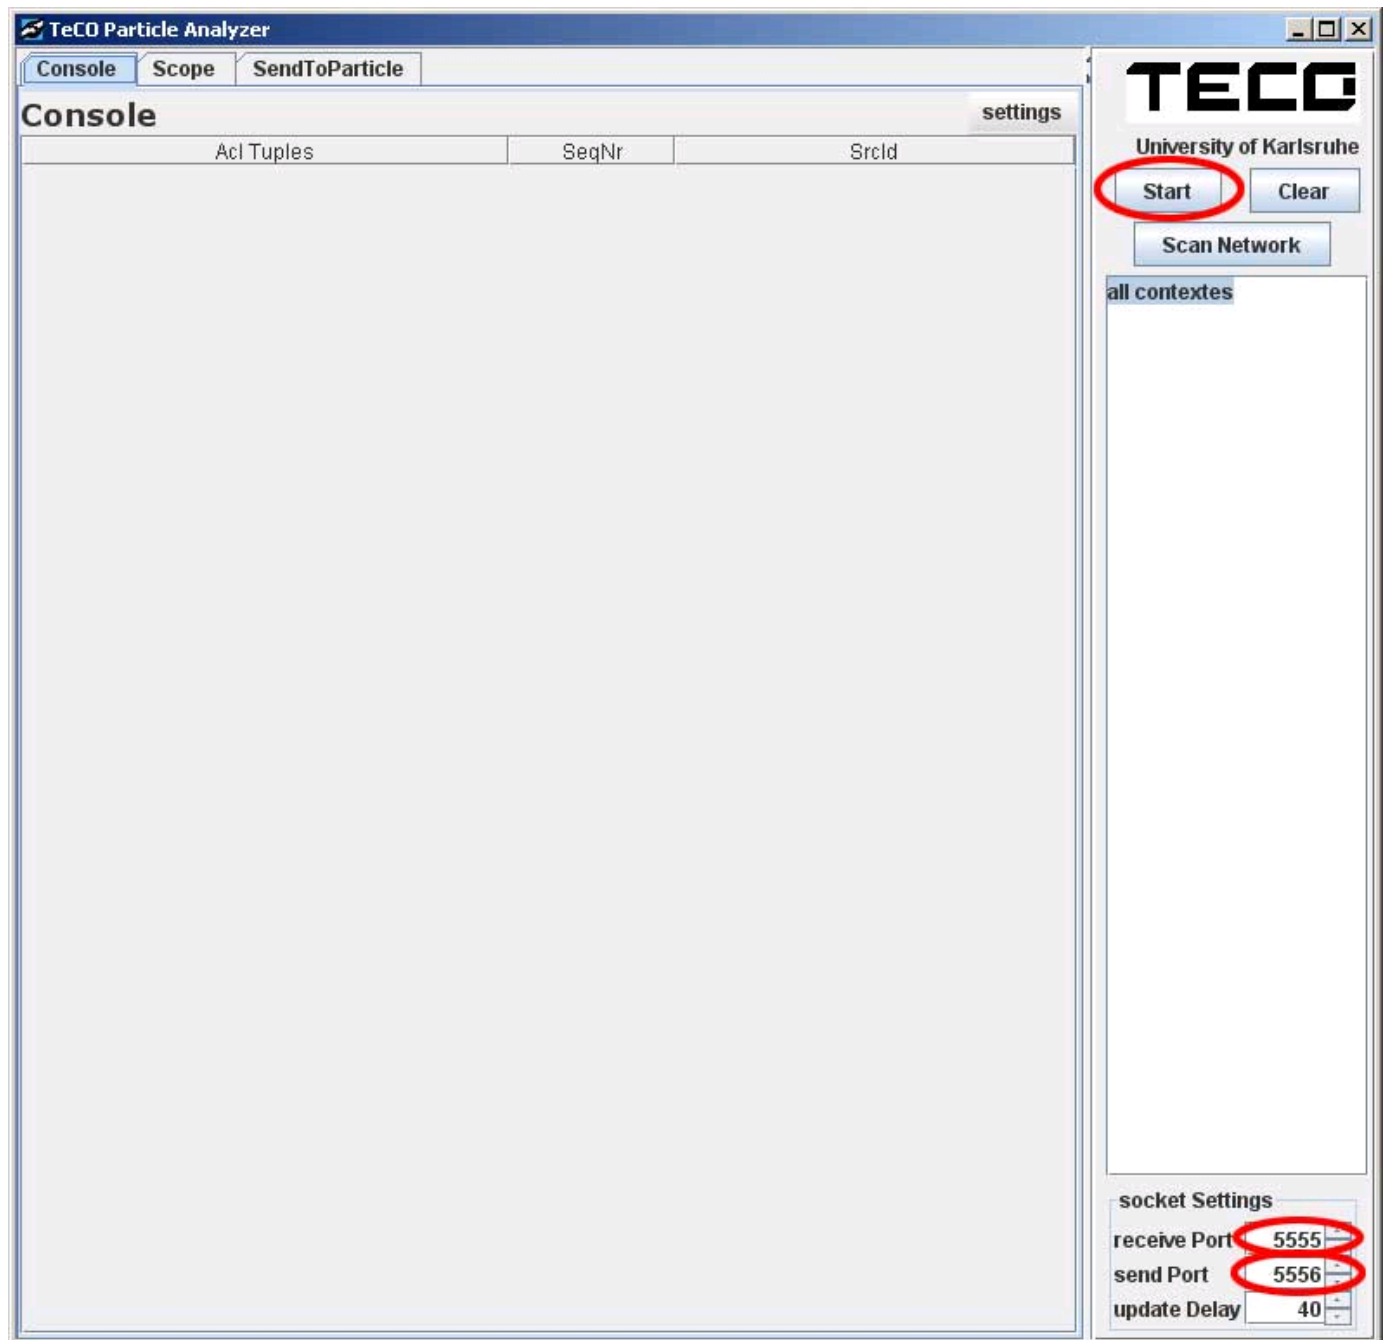 TeCO Particle Analyzer
Console Scope SendToParticle
Console settings
Acl Tuples SeqNr SrcId
TECO
University of Karlsruhe
Start Clear
Scan Network
all contextes
socket Settings
receive Port 5555
send Port 5556
update Delay 40